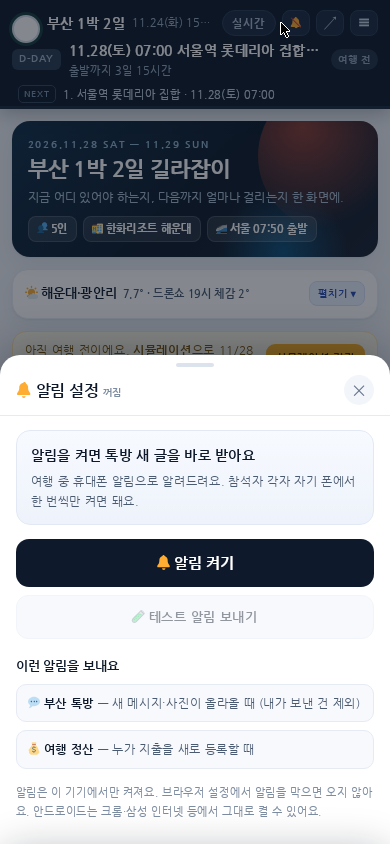 부산 1박 2일 11.24(화) 15… 실시간
D-DAY 11.28(토) 07:00 서울역 롯데리아 집합… 여행 전
출발까지 3일 15시간
NEXT 1. 서울역 롯데리아 집합 · 11.28(토) 07:00
2026.11.28 SAT — 11.29 SUN
부산 1박 2일 길라잡이
지금 어디 있어야 하는지, 다음까지 얼마나 걸리는지 한 화면에.
5인 한화리조트 해운대 서울 07:50 출발
해운대·광안리 7.7° · 드론쇼 19시 체감 2° 펼치기 ▾
아직 여행 전이에요. 시뮬레이션으로 11/28
알림 설정 꺼짐
알림을 켜면 톡방 새 글을 바로 받아요
여행 중 휴대폰 알림으로 알려드려요. 참석자 각자 자기 폰에서
한 번씩만 켜면 돼요.
알림 켜기
테스트 알림 보내기
이런 알림을 보내요
부산 톡방 — 새 메시지·사진이 올라올 때 (내가 보낸 건 제외)
여행 정산 — 누가 지출을 새로 등록할 때
알림은 이 기기에서만 켜져요. 브라우저 설정에서 알림을 막으면 오지 않아
요. 안드로이드는 크롬·삼성 인터넷 등에서 그대로 켤 수 있어요.